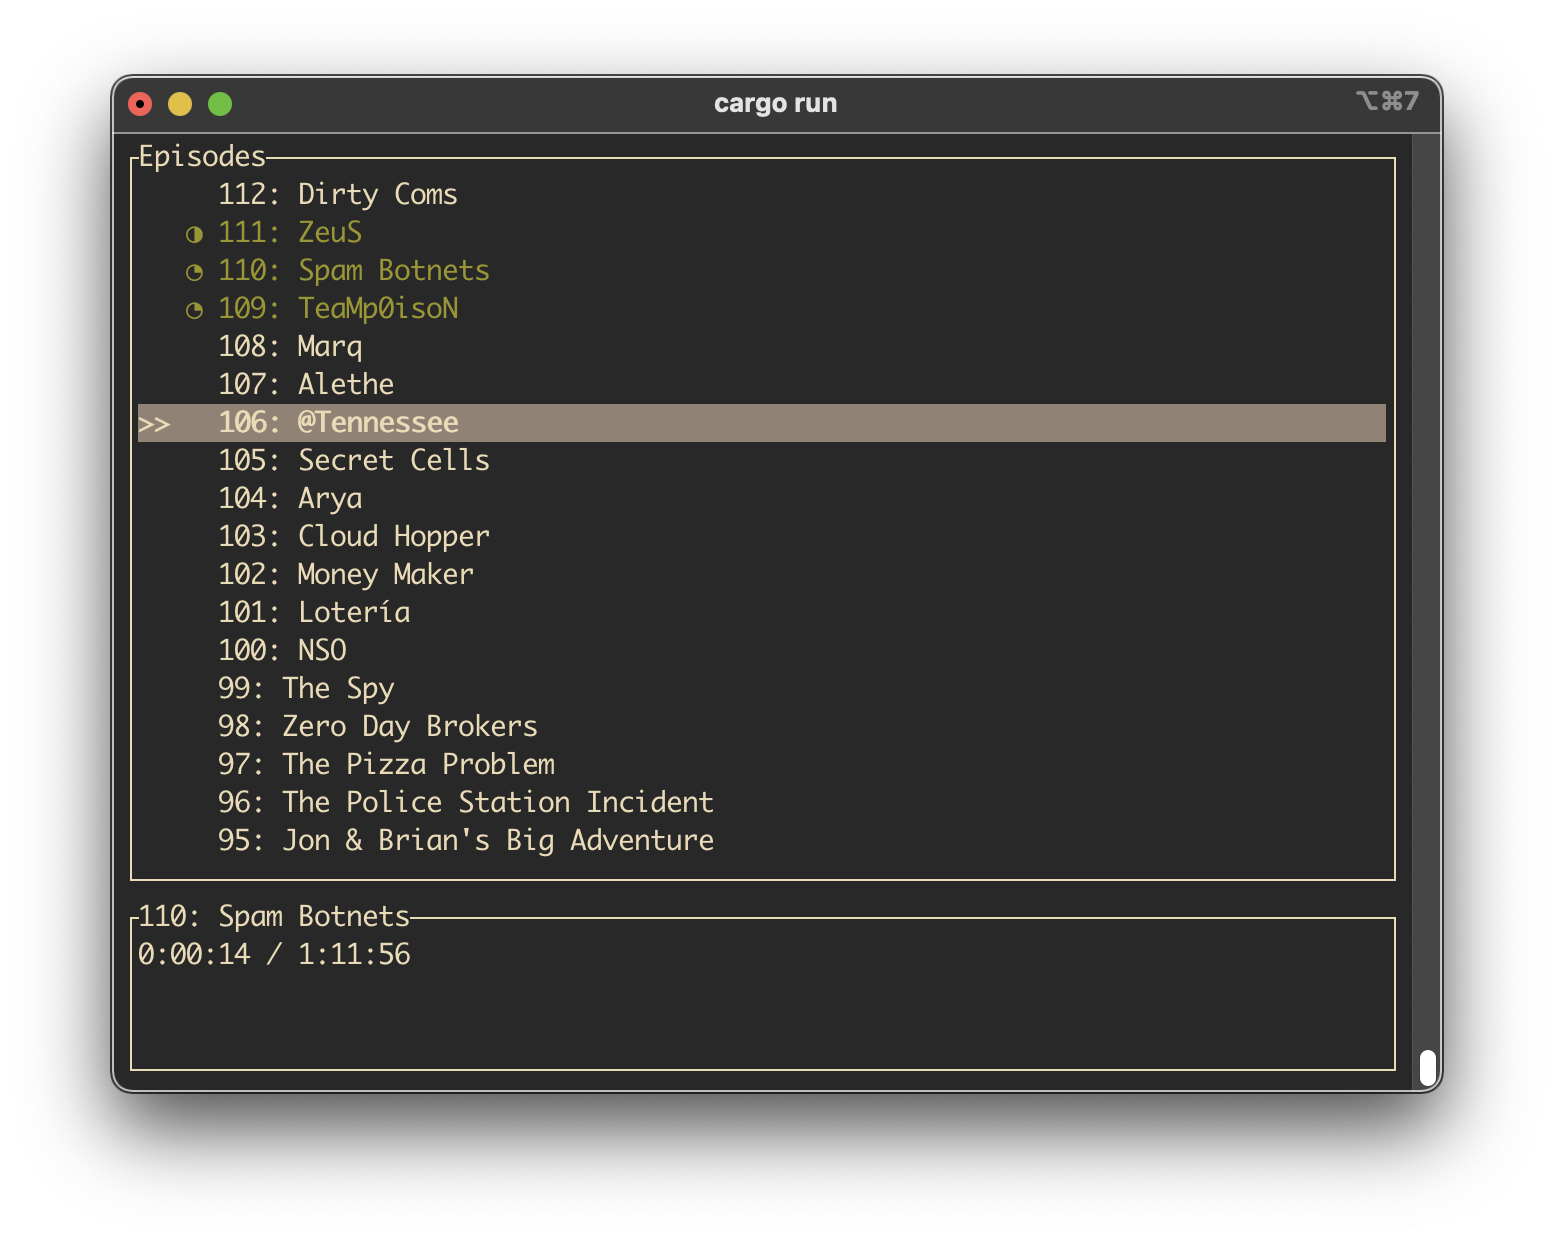 cargo run
⌥⌘7
Episodes
112: Dirty Coms
◑ 111: ZeuS
◔ 110: Spam Botnets
◔ 109: TeaMp0isoN
108: Marq
107: Alethe
>> 106: @Tennessee
105: Secret Cells
104: Arya
103: Cloud Hopper
102: Money Maker
101: Lotería
100: NSO
99: The Spy
98: Zero Day Brokers
97: The Pizza Problem
96: The Police Station Incident
95: Jon & Brian's Big Adventure
110: Spam Botnets
0:00:14 / 1:11:56